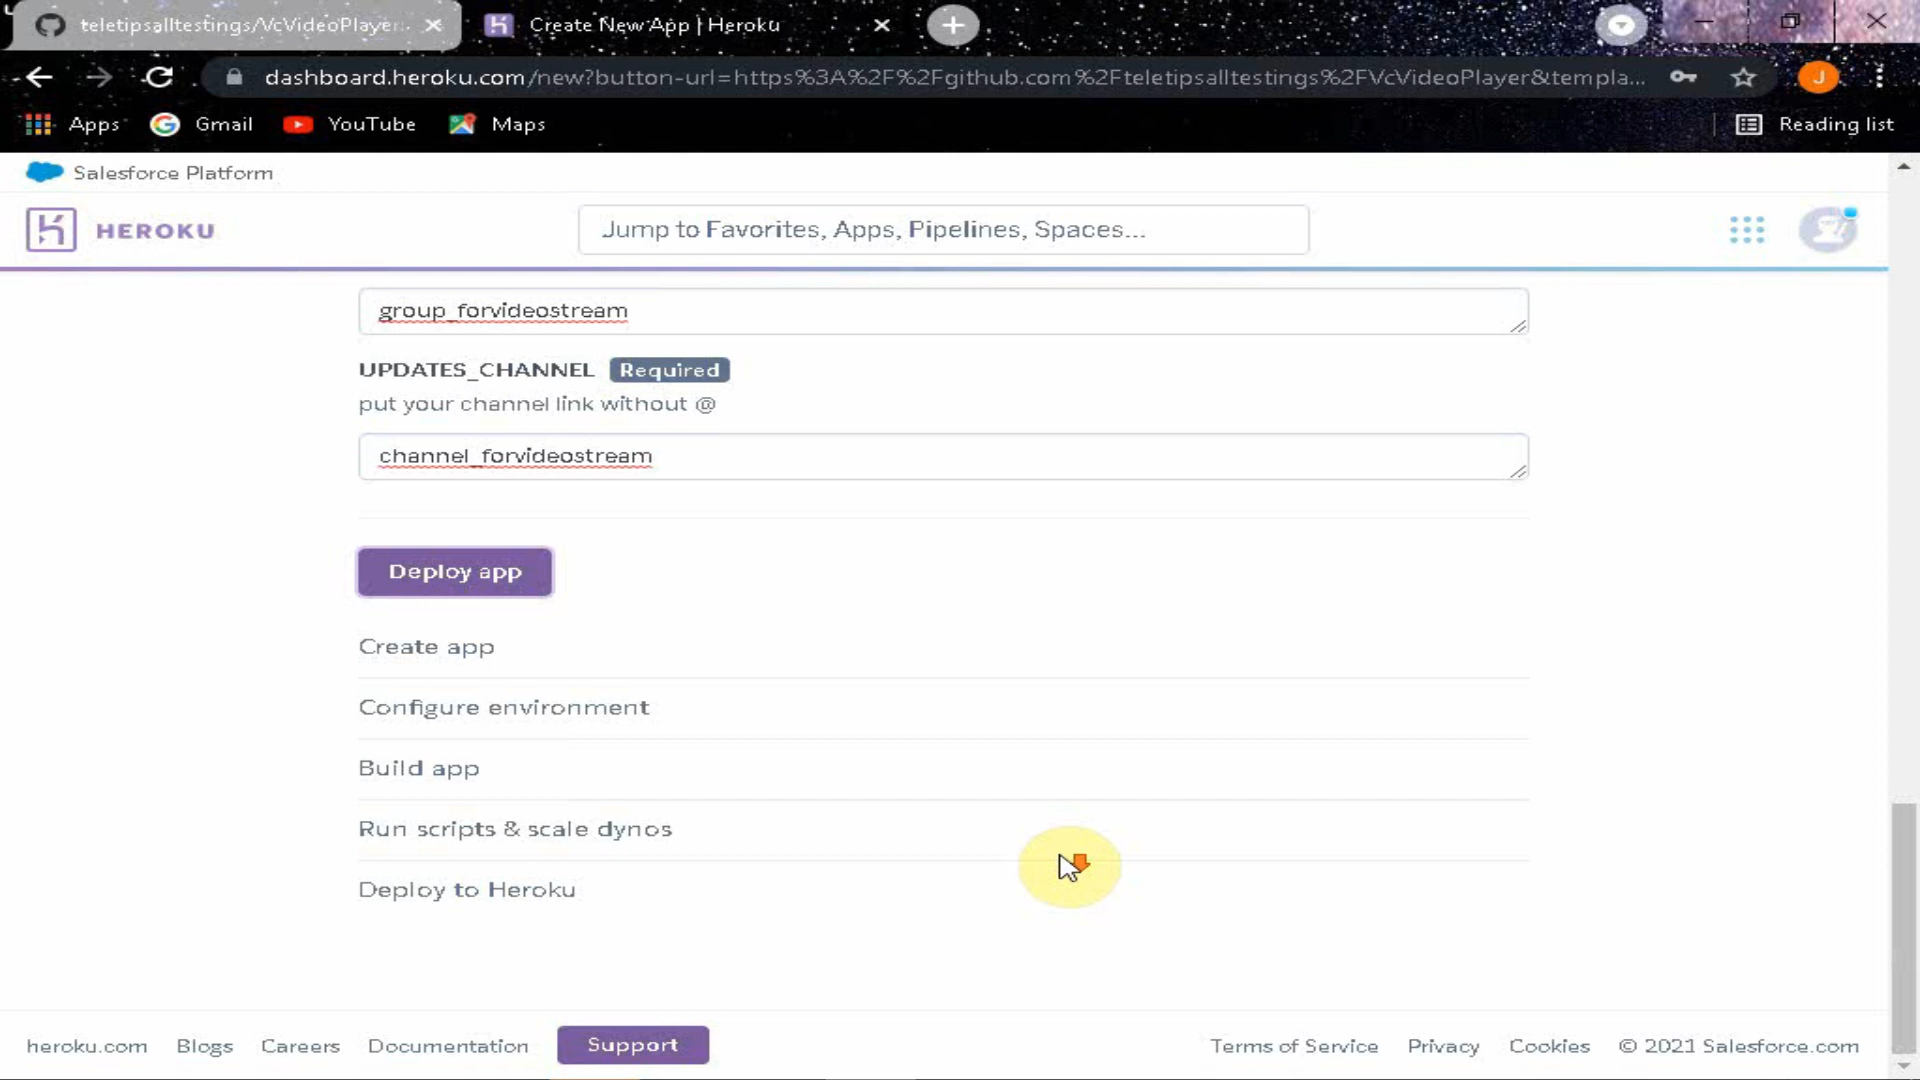 teletipsalltestings/VcVideoPlayer
Create New App | Heroku
dashboard.heroku.com/new?button-url=https%3A%2F%2Fgithub.com%2Fteletipsalltestings%2FVcVideoPlayer&templa...
J
Apps
Gmail
YouTube
Maps
Reading list
Salesforce Platform
HEROKU
Jump to Favorites, Apps, Pipelines, Spaces...
group_forvideostream
UPDATES_CHANNEL Required
put your channel link without @
channel_forvideostream
Deploy app
Create app
Configure environment
Build app
Run scripts & scale dynos
Deploy to Heroku
heroku.com Blogs Careers Documentation Support Terms of Service Privacy Cookies © 2021 Salesforce.com